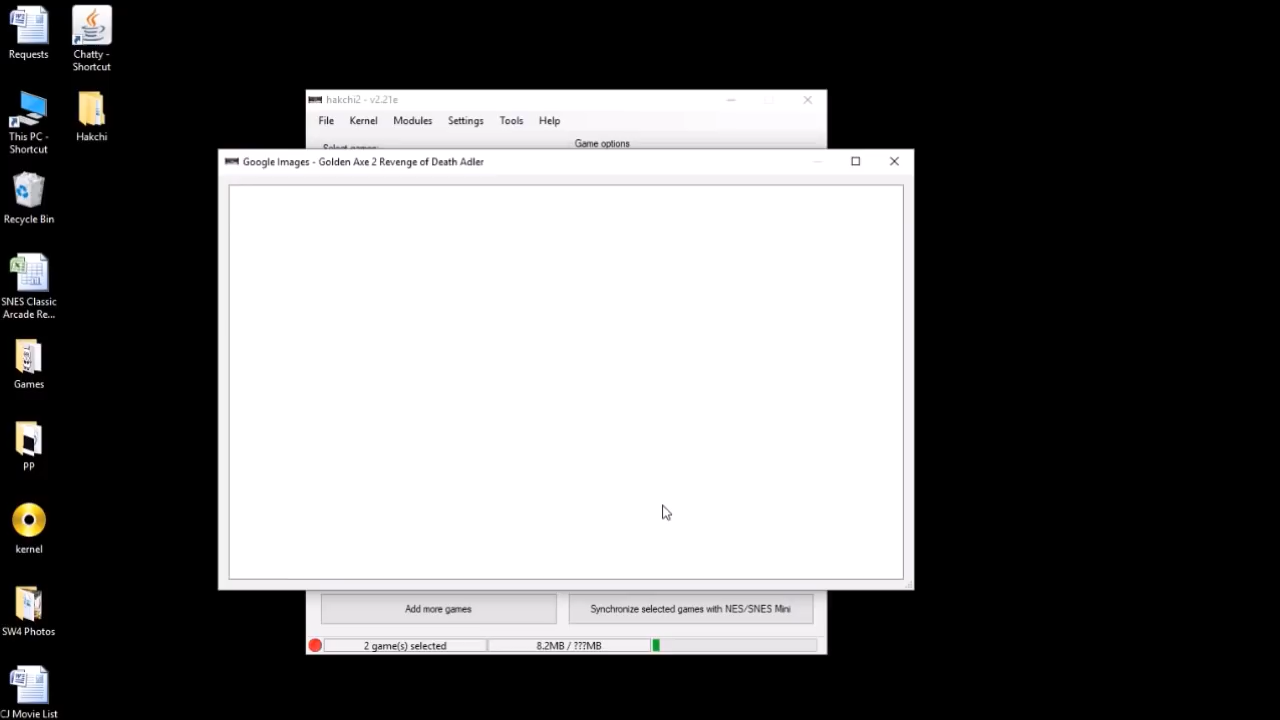 Requests
Chatty -
Shortcut
This PC -
Shortcut
Hakchi
Recycle Bin
SNES Classic
Arcade Re...
Games
PP
kernel
SW4 Photos
CJ Movie List
hakchi2 - v2.21e
File Kernel Modules Settings Tools Help
Select games:
Game options
Google Images - Golden Axe 2 Revenge of Death Adler
Add more games
Synchronize selected games with NES/SNES Mini
2 game(s) selected
8.2MB / ???MB